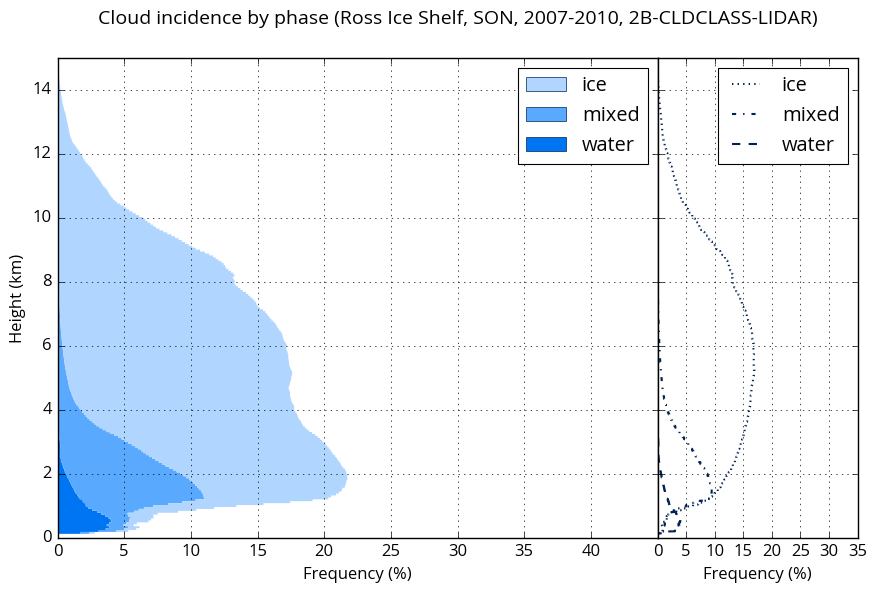 Cloud incidence by phase (Ross Ice Shelf, SON, 2007-2010, 2B-CLDCLASS-LIDAR)
ice
mixed
water
ice
mixed
water
Height (km)
14
12
10
8
6
4
2
0
0 5 10 15 20 25 30 35 40
0 5 10 15 20 25 30 35
Frequency (%)
Frequency (%)